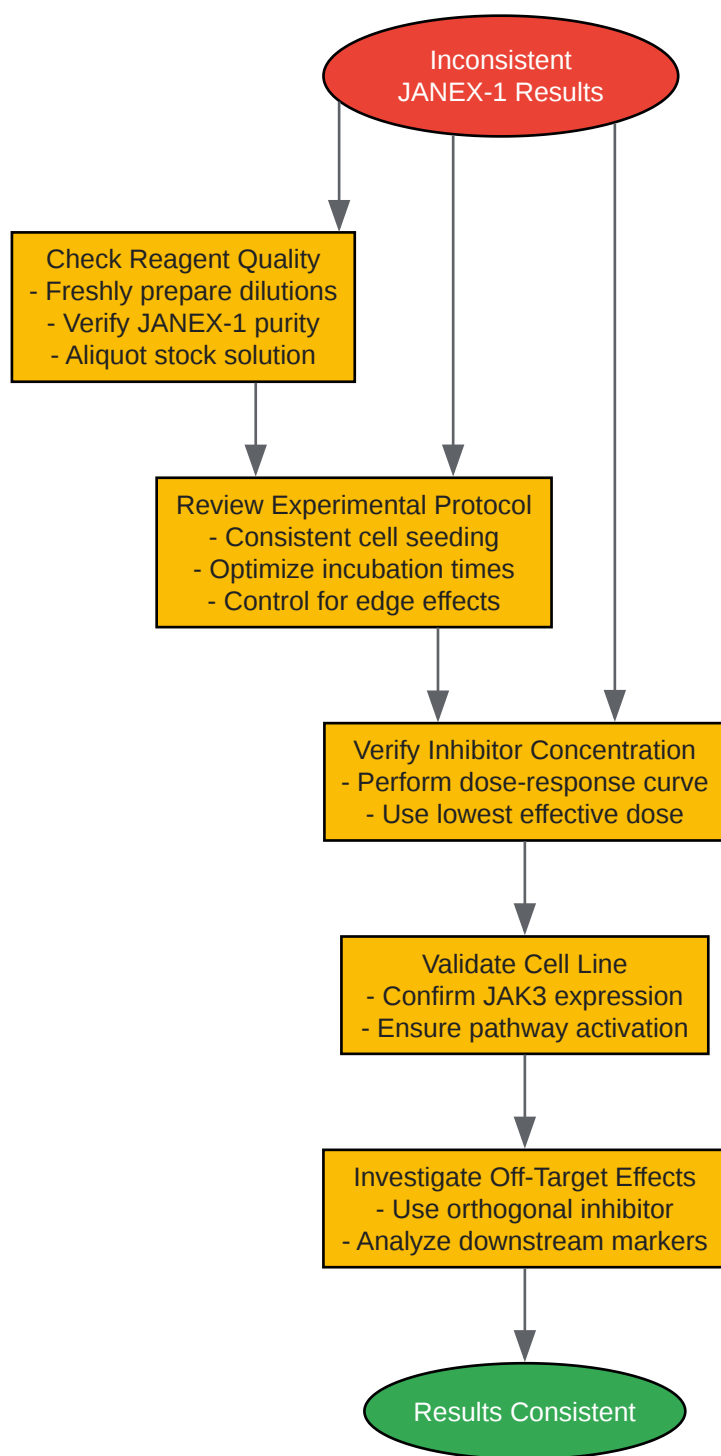 Inconsistent
JANEX-1 Results
Check Reagent Quality
- Freshly prepare dilutions
- Verify JANEX-1 purity
- Aliquot stock solution
Review Experimental Protocol
- Consistent cell seeding
- Optimize incubation times
- Control for edge effects
Verify Inhibitor Concentration
- Perform dose-response curve
- Use lowest effective dose
Validate Cell Line
- Confirm JAK3 expression
- Ensure pathway activation
Investigate Off-Target Effects
- Use orthogonal inhibitor
- Analyze downstream markers
Results Consistent